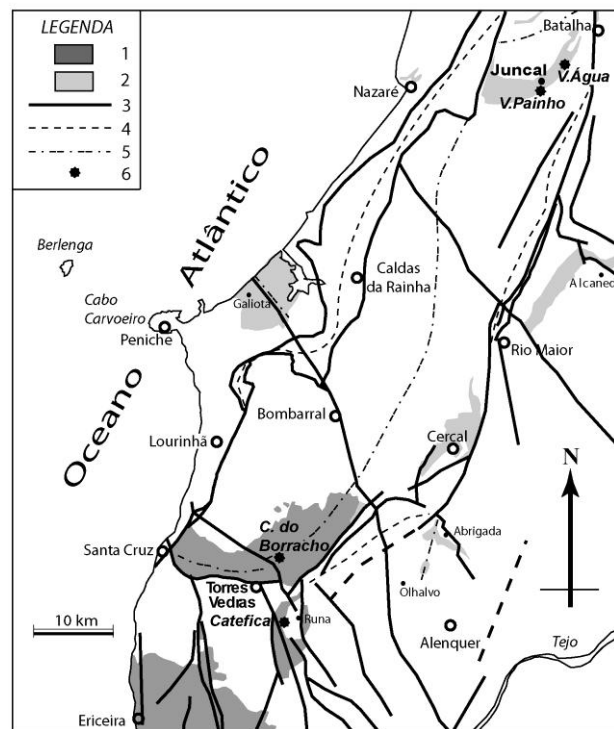 LEGENDA
1
2
3
4
5
6
Batalha
Juncal
V.Água
V.Painho
Nazaré
Oceano Atlântico
Berlenga
Cabo
Carvoeiro
Peniche
Galiota
Caldas
da Rainha
Alcanede
Rio Maior
Bombarral
Lourinhã
Cercal
N
C. do
Borracho
Santa Cruz
Abrigada
Torres
Vedras
Catefica
Runa
Olhalvo
Alenquer
Tejo
10 km
Ericeira